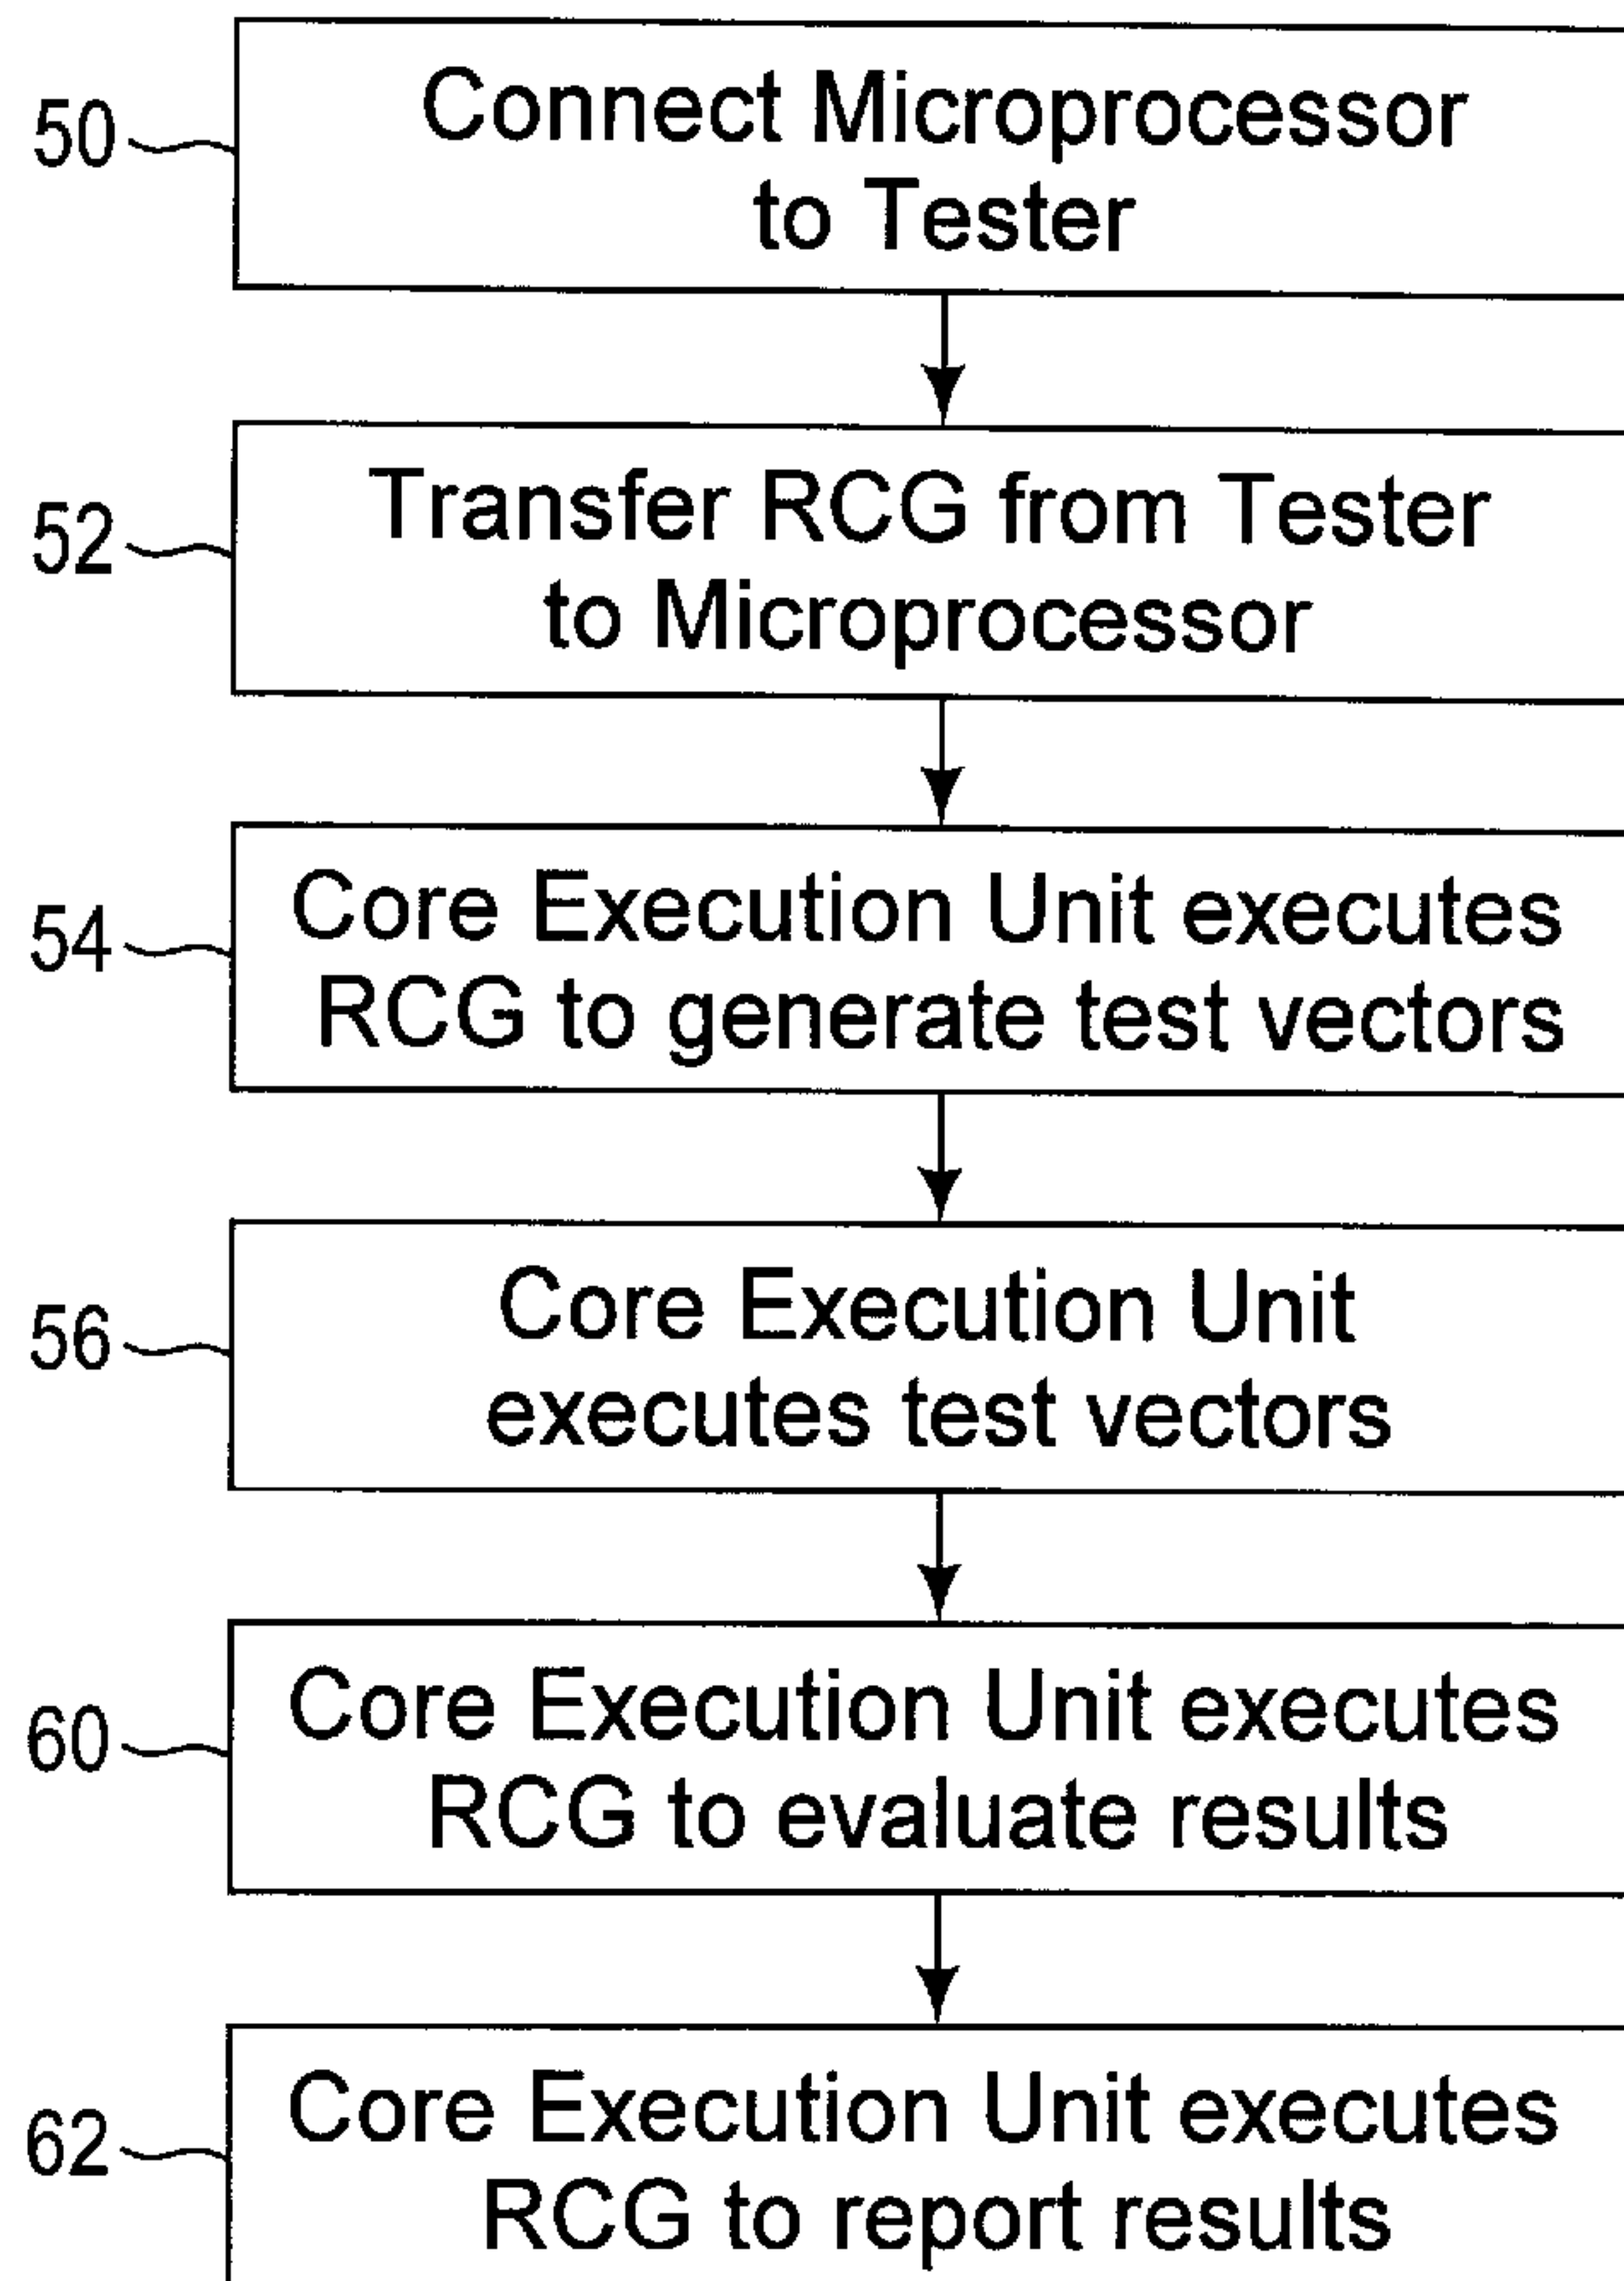 50
Connect Microprocessor
to Tester
52
Transfer RCG from Tester
to Microprocessor
54
Core Execution Unit executes
RCG to generate test vectors
56
Core Execution Unit
executes test vectors
60
Core Execution Unit executes
RCG to evaluate results
62
Core Execution Unit executes
RCG to report results